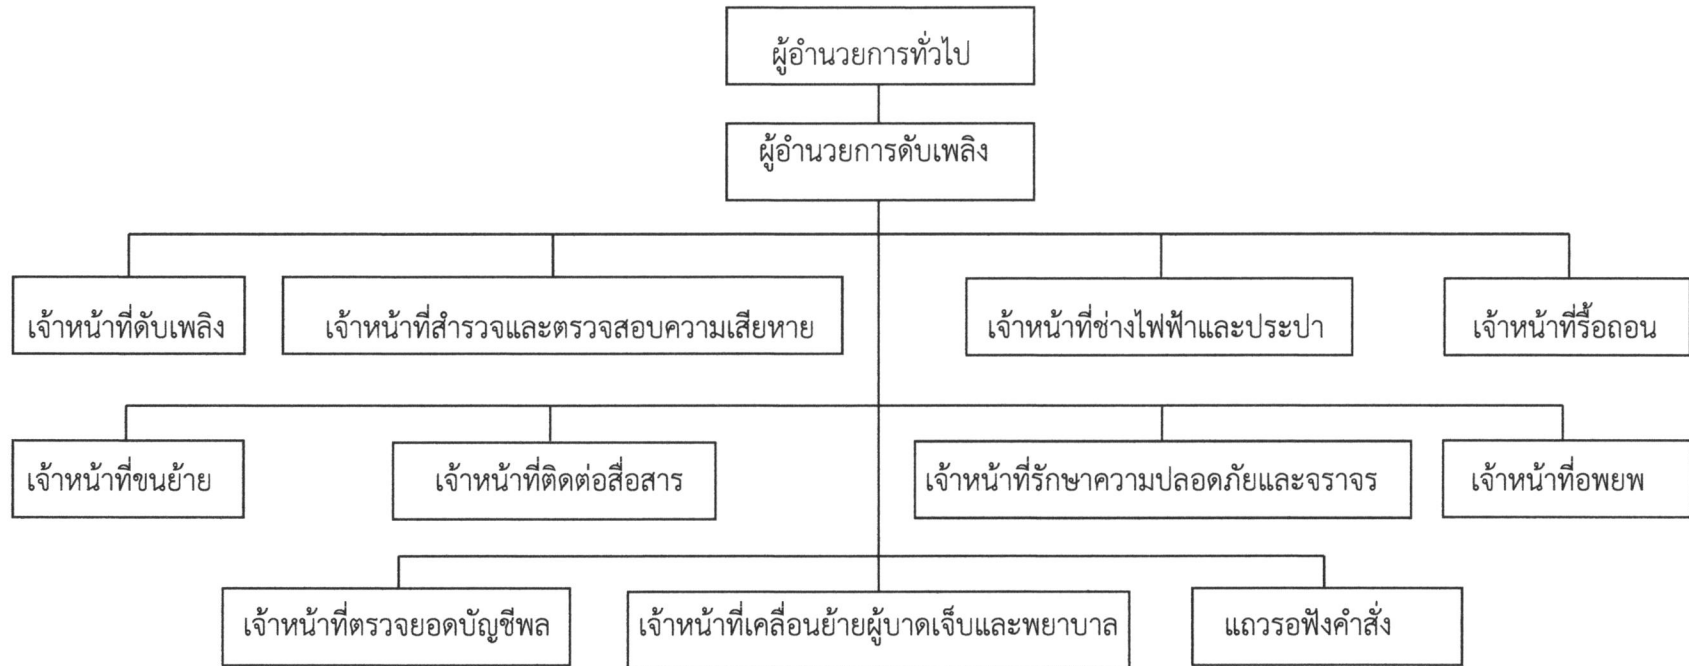 ผู้อำนวยการทั่วไป
ผู้อำนวยการดับเพลิง
เจ้าหน้าที่ดับเพลิง
เจ้าหน้าที่สำรวจและตรวจสอบความเสียหาย
เจ้าหน้าที่ช่างไฟฟ้าและประปา
เจ้าหน้าที่รื้อถอน
เจ้าหน้าที่ขนย้าย
เจ้าหน้าที่ติดต่อสื่อสาร
เจ้าหน้าที่รักษาความปลอดภัยและจราจร
เจ้าหน้าที่อพยพ
เจ้าหน้าที่ตรวจยอดบัญชีพล
เจ้าหน้าที่เคลื่อนย้ายผู้บาดเจ็บและพยาบาล
แถวรอฟังคำสั่ง